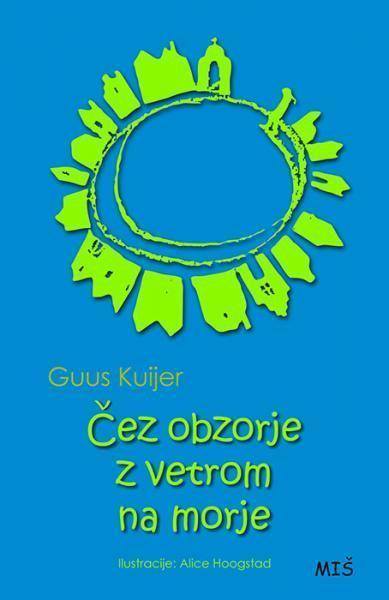 Guus Kuijer
Čez obzorje
z vetrom
na morje
Ilustracije: Alice Hoogstad
MIŠ